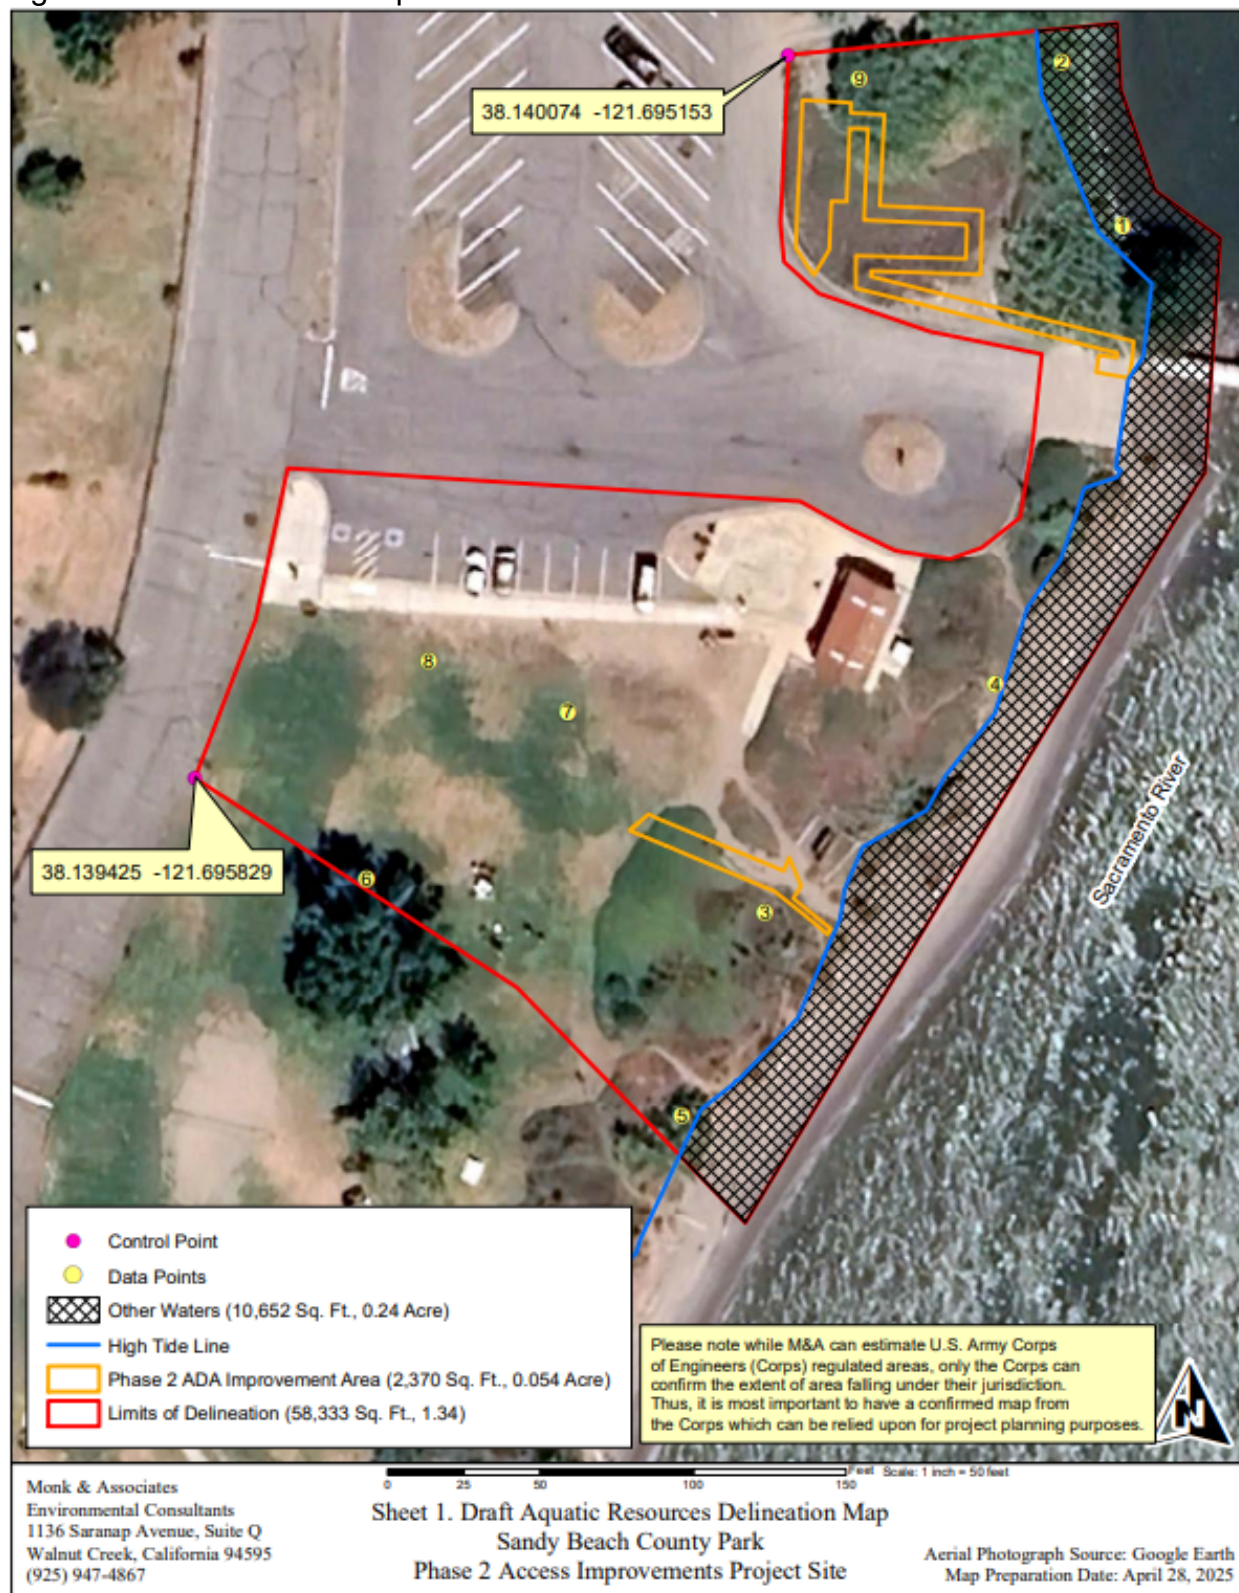 38.140074 -121.695153
9
2
1
8
7
4
6
3
5
38.139425 -121.695829
Sacramento River
Control Point
Data Points
Other Waters (10,652 Sq. Ft., 0.24 Acre)
High Tide Line
Phase 2 ADA Improvement Area (2,370 Sq. Ft., 0.054 Acre)
Limits of Delineation (58,333 Sq. Ft., 1.34)
Please note while M&A can estimate U.S. Army Corps
of Engineers (Corps) regulated areas, only the Corps can
confirm the extent of area falling under their jurisdiction.
Thus, it is most important to have a confirmed map from
the Corps which can be relied upon for project planning purposes.
N
0 25 50 100 150
Feet Scale: 1 inch = 50 feet
Monk & Associates
Environmental Consultants
1136 Saranap Avenue, Suite Q
Walnut Creek, California 94595
(925) 947-4867
Sheet 1. Draft Aquatic Resources Delineation Map
Sandy Beach County Park
Phase 2 Access Improvements Project Site
Aerial Photograph Source: Google Earth
Map Preparation Date: April 28, 2025